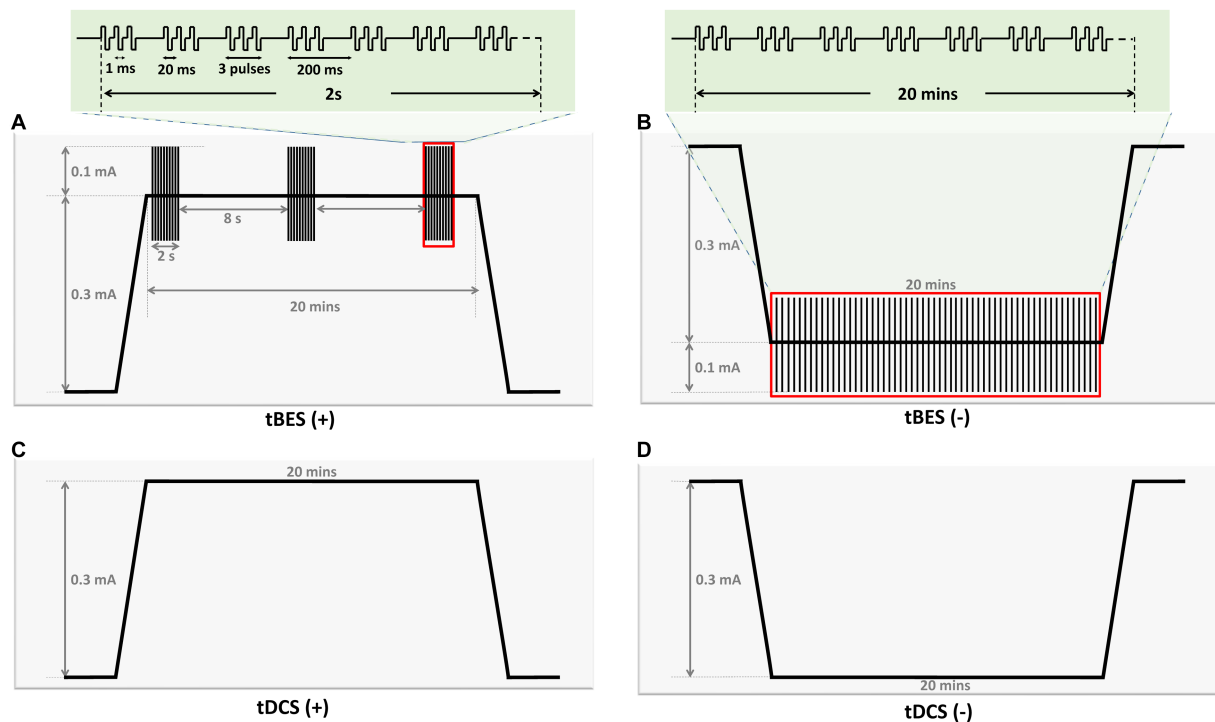 1 ms
20 ms
3 pulses
200 ms
2s
20 mins
A
0.1 mA
8 s
2 s
0.3 mA
20 mins
tBES (+)
B
0.3 mA
20 mins
0.1 mA
tBES (-)
C
20 mins
0.3 mA
tDCS (+)
D
0.3 mA
20 mins
tDCS (-)